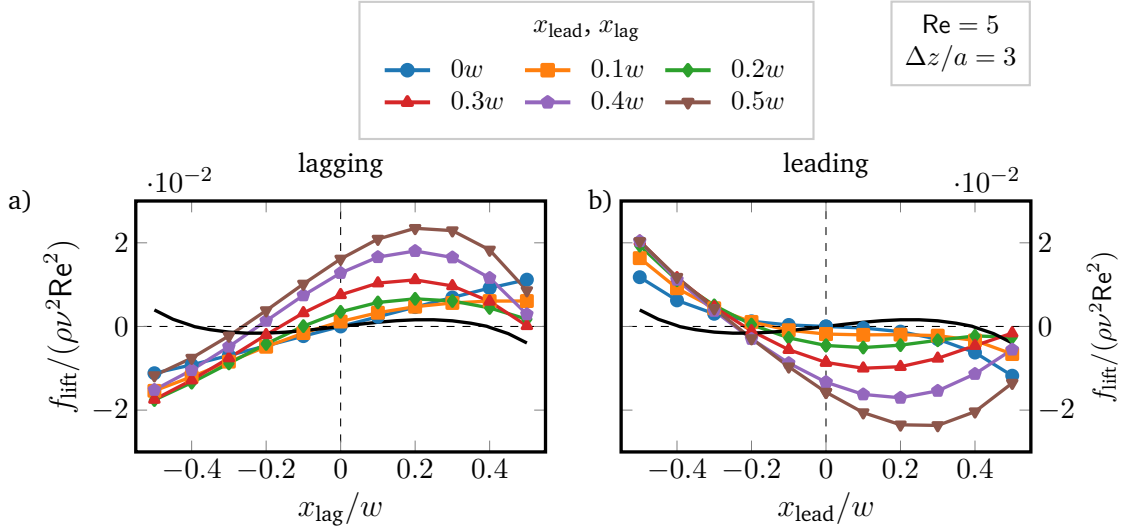 x_lead, x_lag
0w 0.1w 0.2w
0.3w 0.4w 0.5w
Re = 5
Δz/a = 3
lagging
leading
a)
·10⁻²
2
0
−2
f_lift/(ρν²Re²)
−0.4 −0.2 0 0.2 0.4
x_lag/w
b)
·10⁻²
2
0
−2
f_lift/(ρν²Re²)
−0.4 −0.2 0 0.2 0.4
x_lead/w